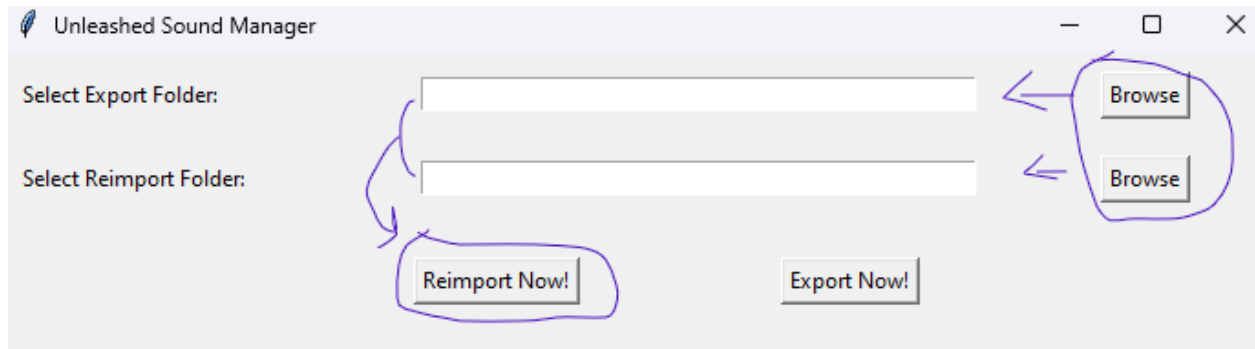 Unleashed Sound Manager
Select Export Folder: Browse
Select Reimport Folder: Browse
Reimport Now! Export Now!